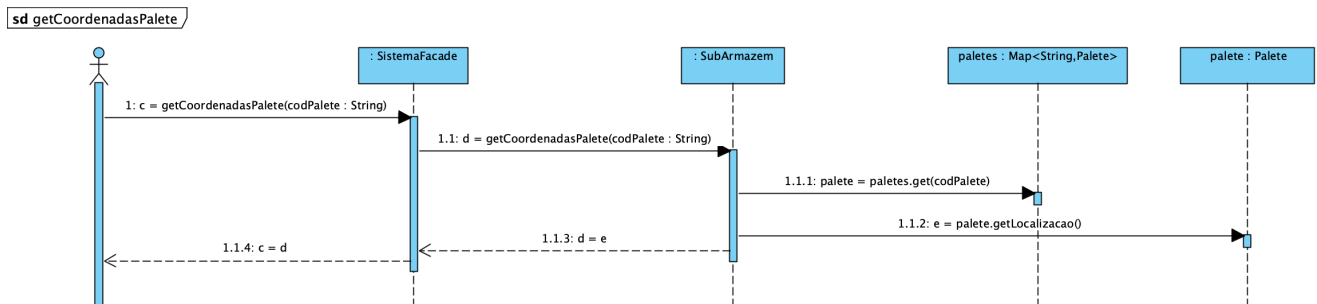 sd getCoordenadasPalete
: SistemaFacade
: SubArmazem
paletes : Map<String,Palete>
palete : Palete
1: c = getCoordenadasPalete(codPalete : String)
1.1: d = getCoordenadasPalete(codPalete : String)
1.1.1: palete = paletes.get(codPalete)
1.1.2: e = palete.getLocalizacao()
1.1.3: d = e
1.1.4: c = d